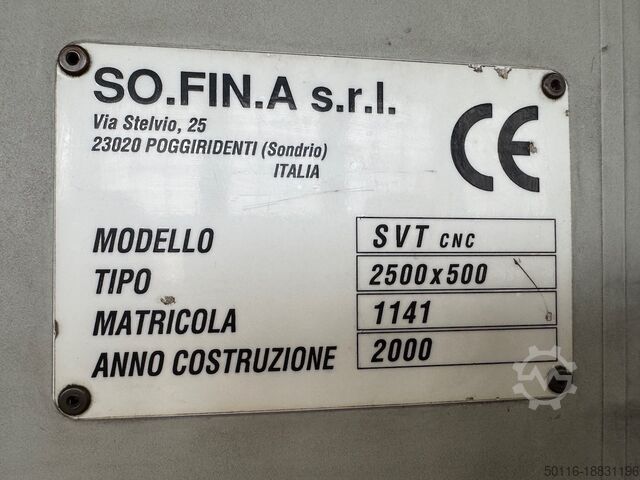 SO.FIN.A s.r.l.
Via Stelvio, 25
23020 POGGIRIDENTI (Sondrio)
ITALIA
CE
MODELLO SVT CNC
TIPO 2500x500
MATRICOLA 1141
ANNO COSTRUZIONE 2000
50116-18831196